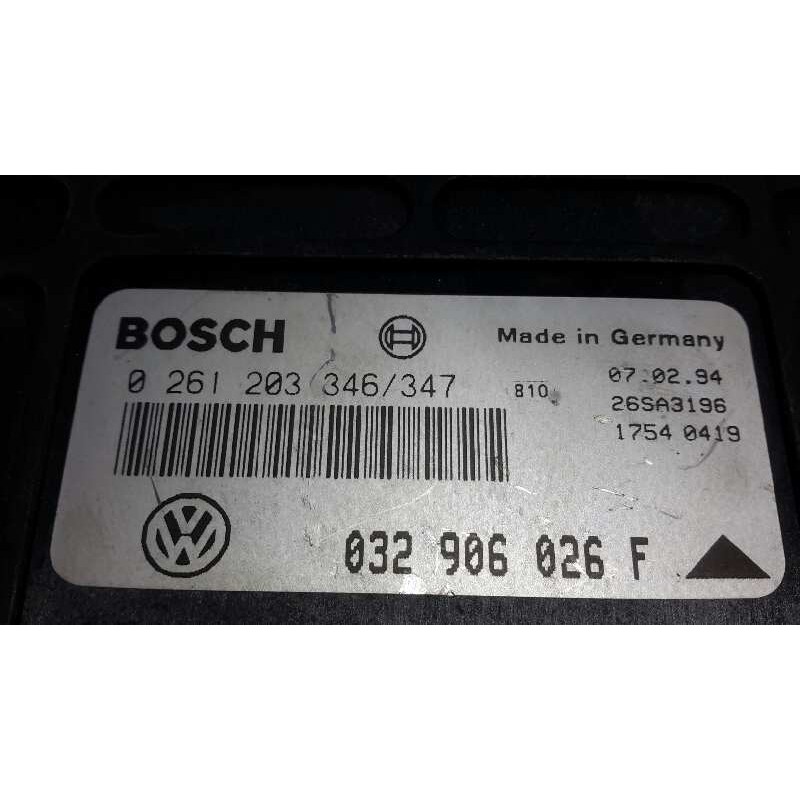 BOSCH
Made in Germany
0 261 203 346/347
810
07.02.94
26SA3196
1754 0419
032 906 026 F